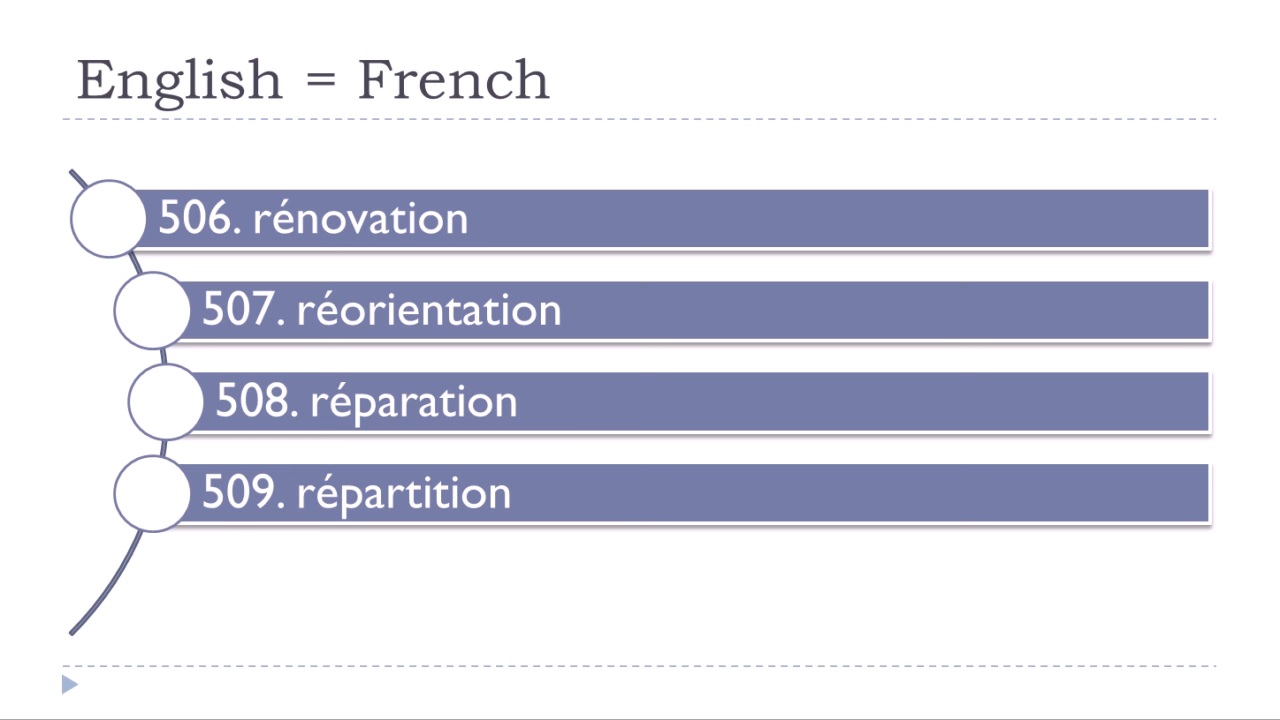 English = French
506. rénovation
507. réorientation
508. réparation
509. répartition